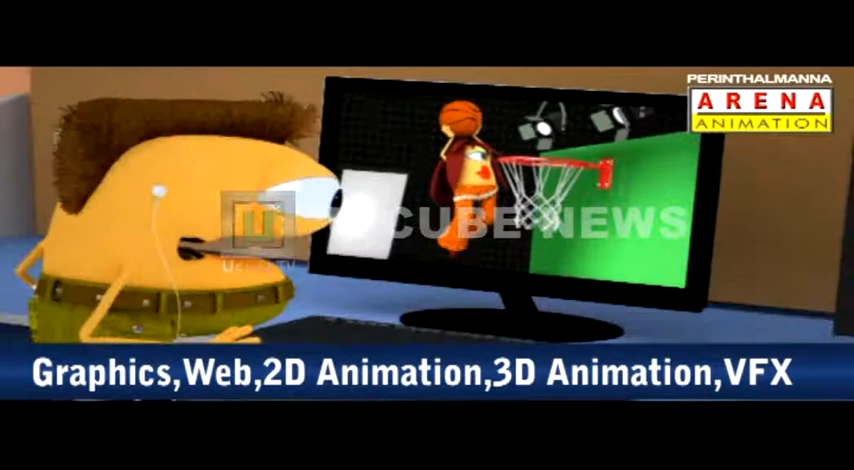 PERINTHALMANNA
ARENA
ANIMATION
CUBE NEWS
Graphics,Web,2D Animation,3D Animation,VFX